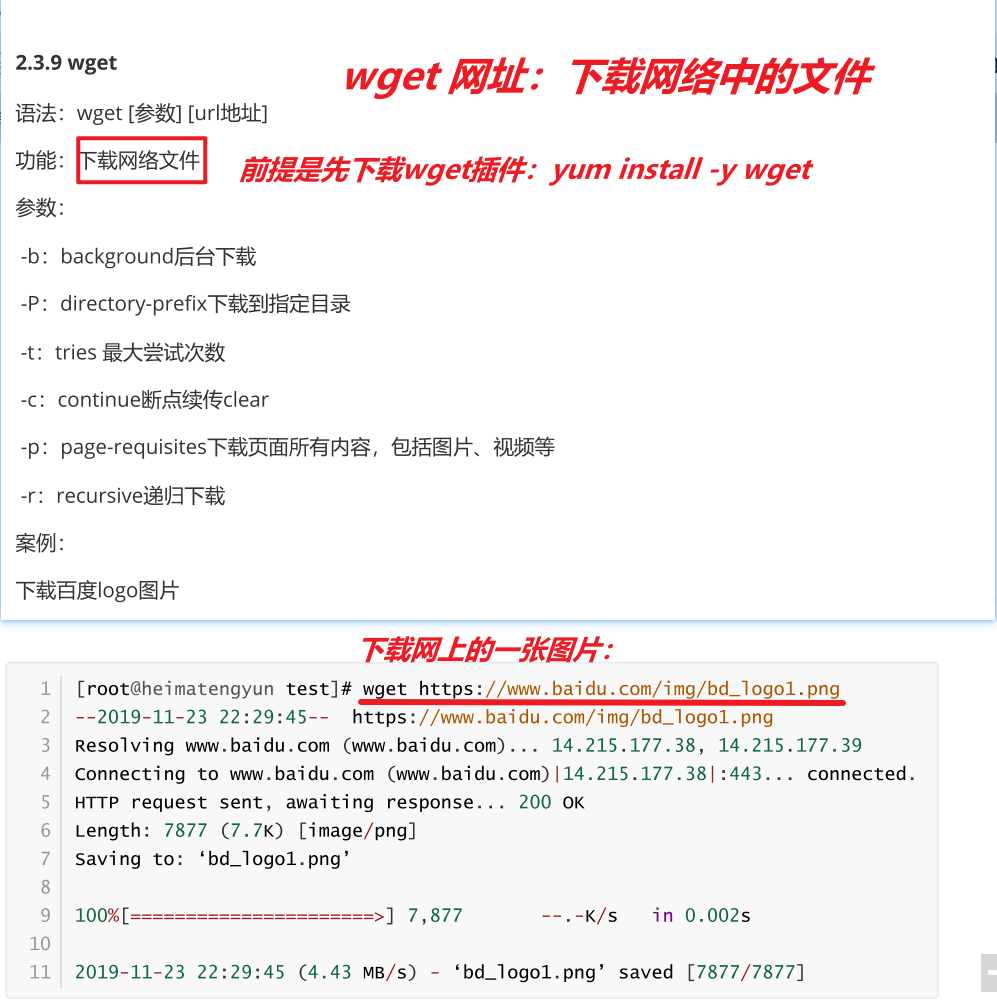 2.3.9 wget
wget 网址：下载网络中的文件
语法：wget [参数] [url地址]
功能：下载网络文件
前提是先下载wget插件：yum install -y wget
参数：
-b：background后台下载
-P：directory-prefix下载到指定目录
-t：tries 最大尝试次数
-c：continue断点续传clear
-p：page-requisites下载页面所有内容，包括图片、视频等
-r：recursive递归下载
案例：
下载百度logo图片
下载网上的一张图片：
1 [root@heimatengyun test]# wget https://www.baidu.com/img/bd_logo1.png
2 --2019-11-23 22:29:45-- https://www.baidu.com/img/bd_logo1.png
3 Resolving www.baidu.com (www.baidu.com)... 14.215.177.38, 14.215.177.39
4 Connecting to www.baidu.com (www.baidu.com)|14.215.177.38|:443... connected.
5 HTTP request sent, awaiting response... 200 OK
6 Length: 7877 (7.7K) [image/png]
7 Saving to: ‘bd_logo1.png’
8
9 100%[======================>] 7,877 --.-K/s in 0.002s
10
11 2019-11-23 22:29:45 (4.43 MB/s) - ‘bd_logo1.png’ saved [7877/7877]